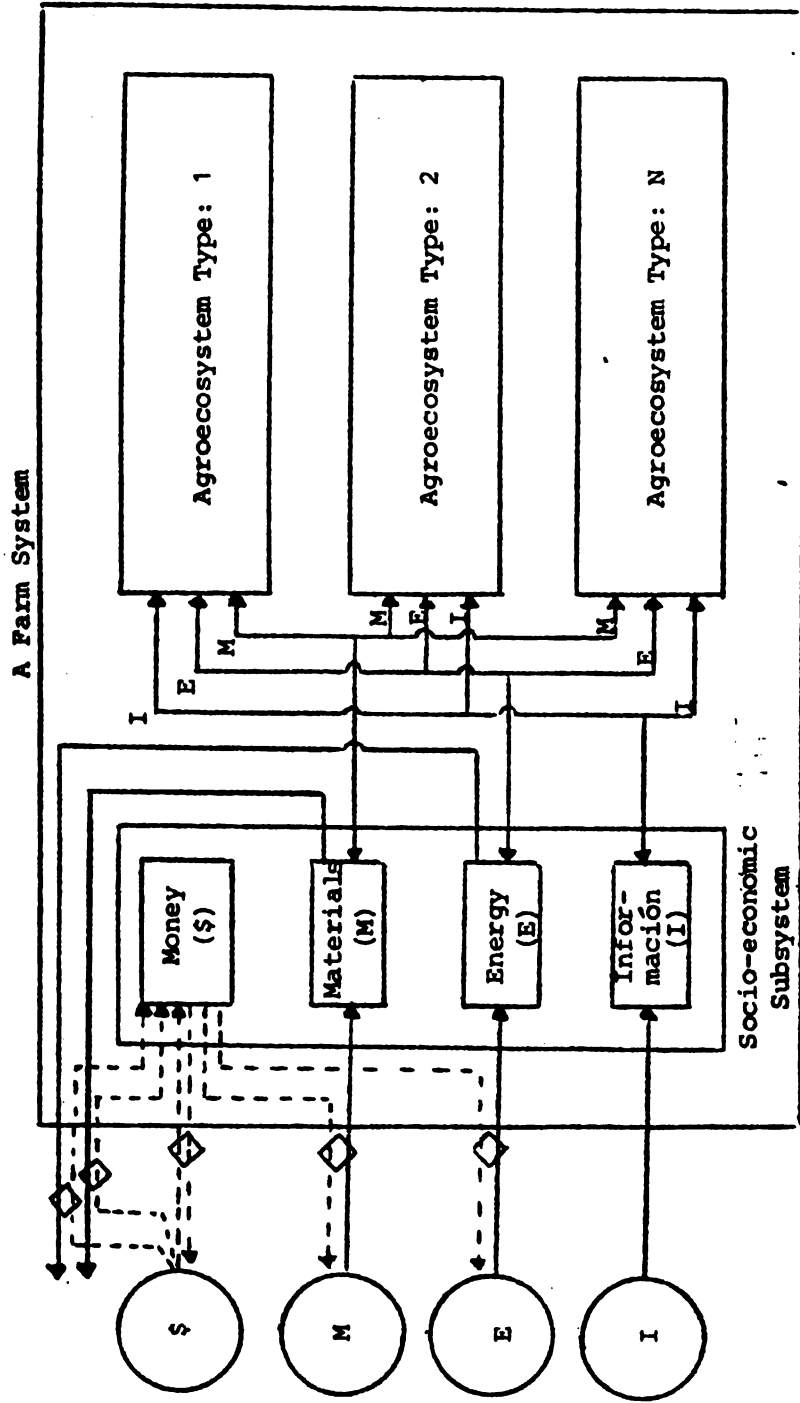 A Farm System
Agroecosystem Type: 1
Agroecosystem Type: 2
Agroecosystem Type: N
I
E
M
M
E
I
M
E
I
Money
($)
Materials
(M)
Energy
(E)
Infor-
mación
(I)
Socio-economic
Subsystem
$
M
E
I